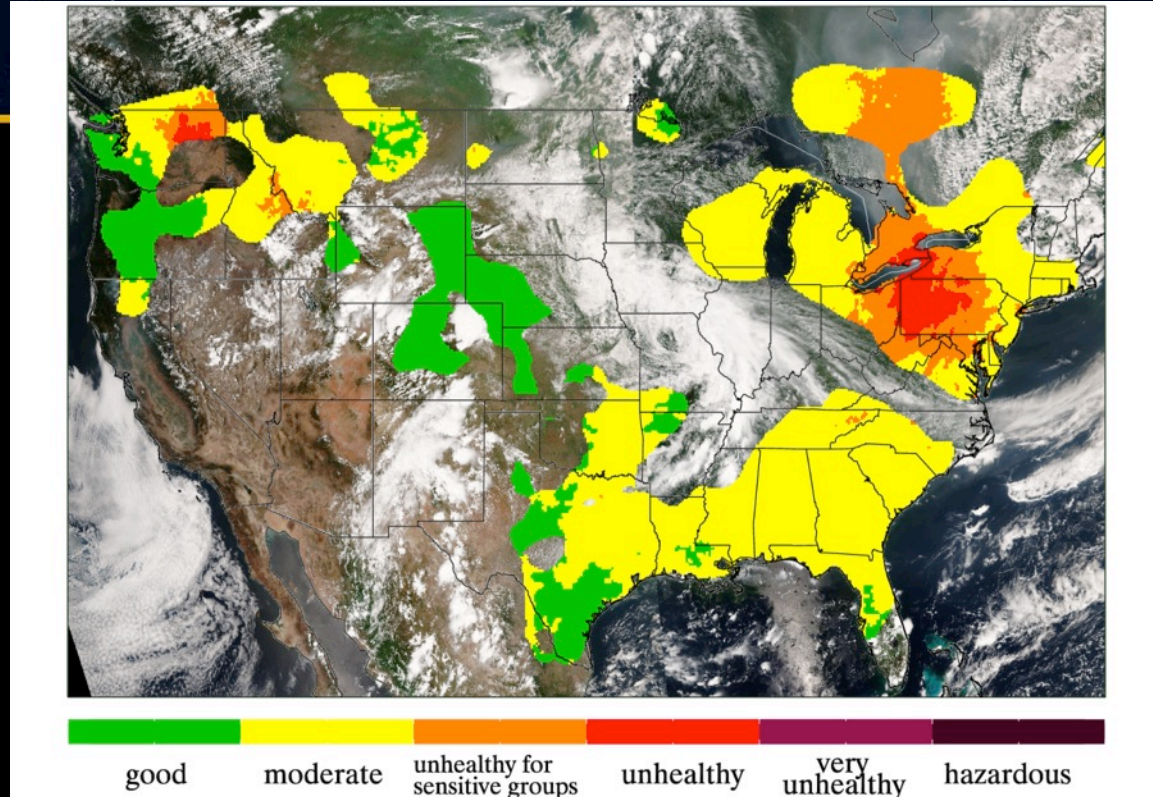 good
moderate
unhealthy for
sensitive groups
unhealthy
very
unhealthy
hazardous